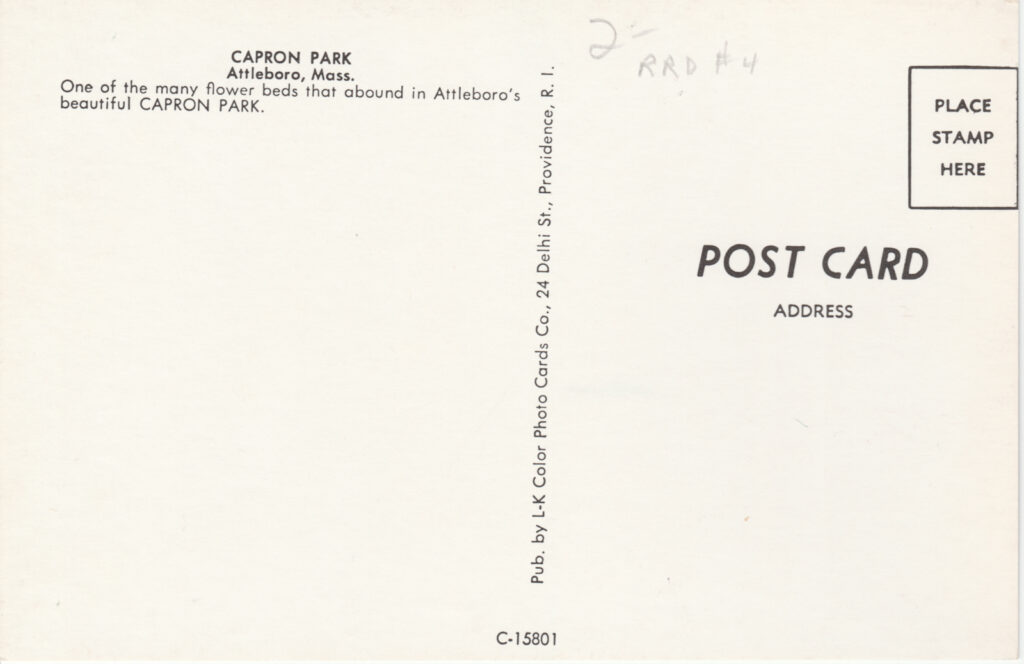 CAPRON PARK
Attleboro, Mass.
One of the many flower beds that abound in Attleboro's
beautiful CAPRON PARK.
Pub. by L-K Color Photo Cards Co., 24 Delhi St., Providence, R. I.
C-15801
2-
RRD #4
PLACE
STAMP
HERE
POST CARD
ADDRESS